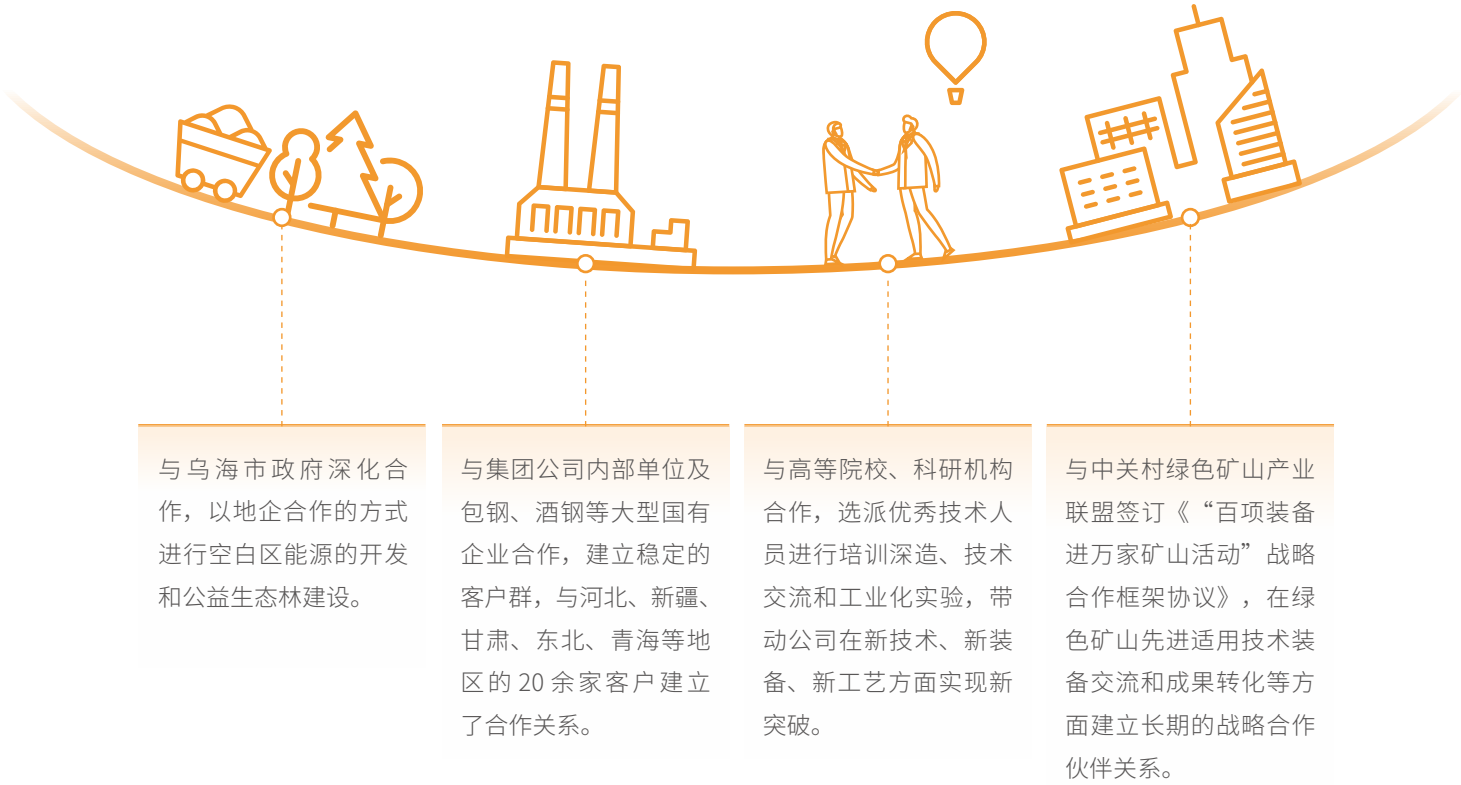 与乌海市政府深化合
作，以地企合作的方式
进行空白区能源的开发
和公益生态林建设。
与集团公司内部单位及
包钢、酒钢等大型国有
企业合作，建立稳定的
客户群，与河北、新疆、
甘肃、东北、青海等地
区的 20 余家客户建立
了合作关系。
与高等院校、科研机构
合作，选派优秀技术人
员进行培训深造、技术
交流和工业化实验，带
动公司在新技术、新装
备、新工艺方面实现新
突破。
与中关村绿色矿山产业
联盟签订《“百项装备
进万家矿山活动”战略
合作框架协议》，在绿
色矿山先进适用技术装
备交流和成果转化等方
面建立长期的战略合作
伙伴关系。